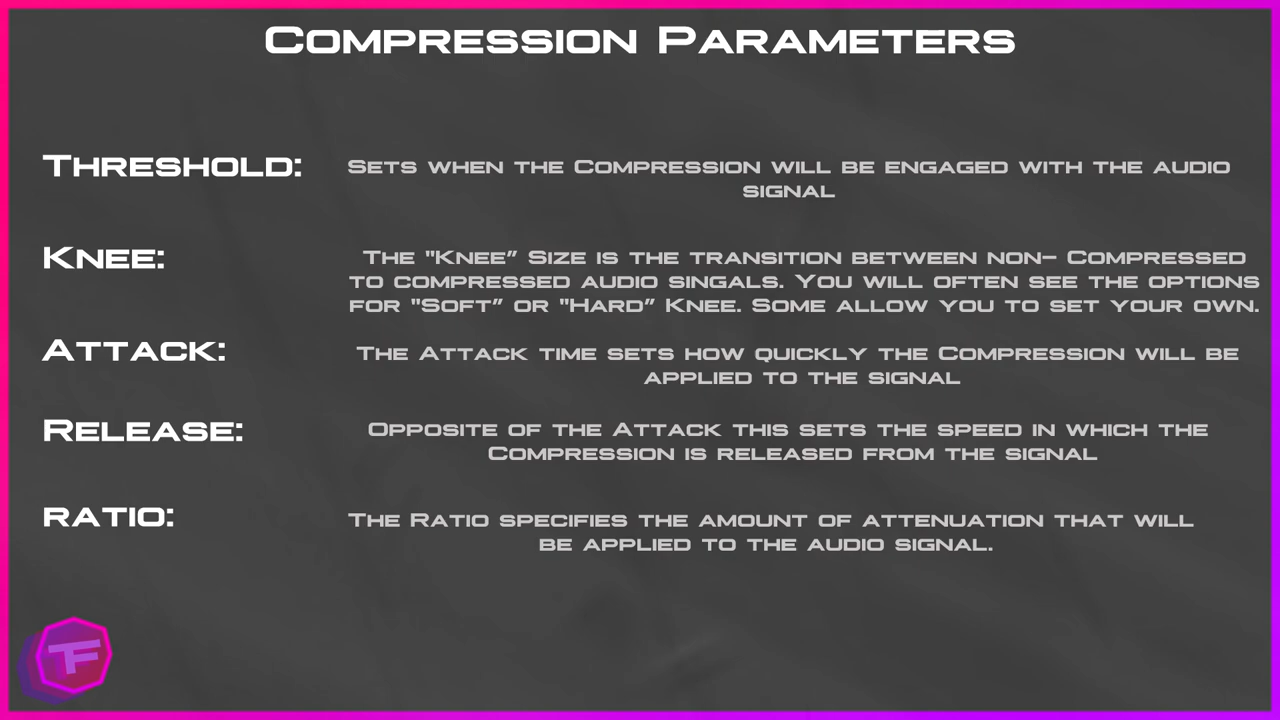 Compression Parameters
Threshold: Sets when the Compression will be engaged with the audio
signal
Knee: The "Knee" Size is the transition between non- Compressed
to compressed audio singals. You will often see the options
for "Soft" or "Hard" Knee. Some allow you to set your own.
Attack: The Attack time sets how quickly the Compression will be
applied to the signal
Release: Opposite of the Attack this sets the speed in which the
Compression is released from the signal
Ratio: The Ratio specifies the amount of attenuation that will
be applied to the audio signal.
TF